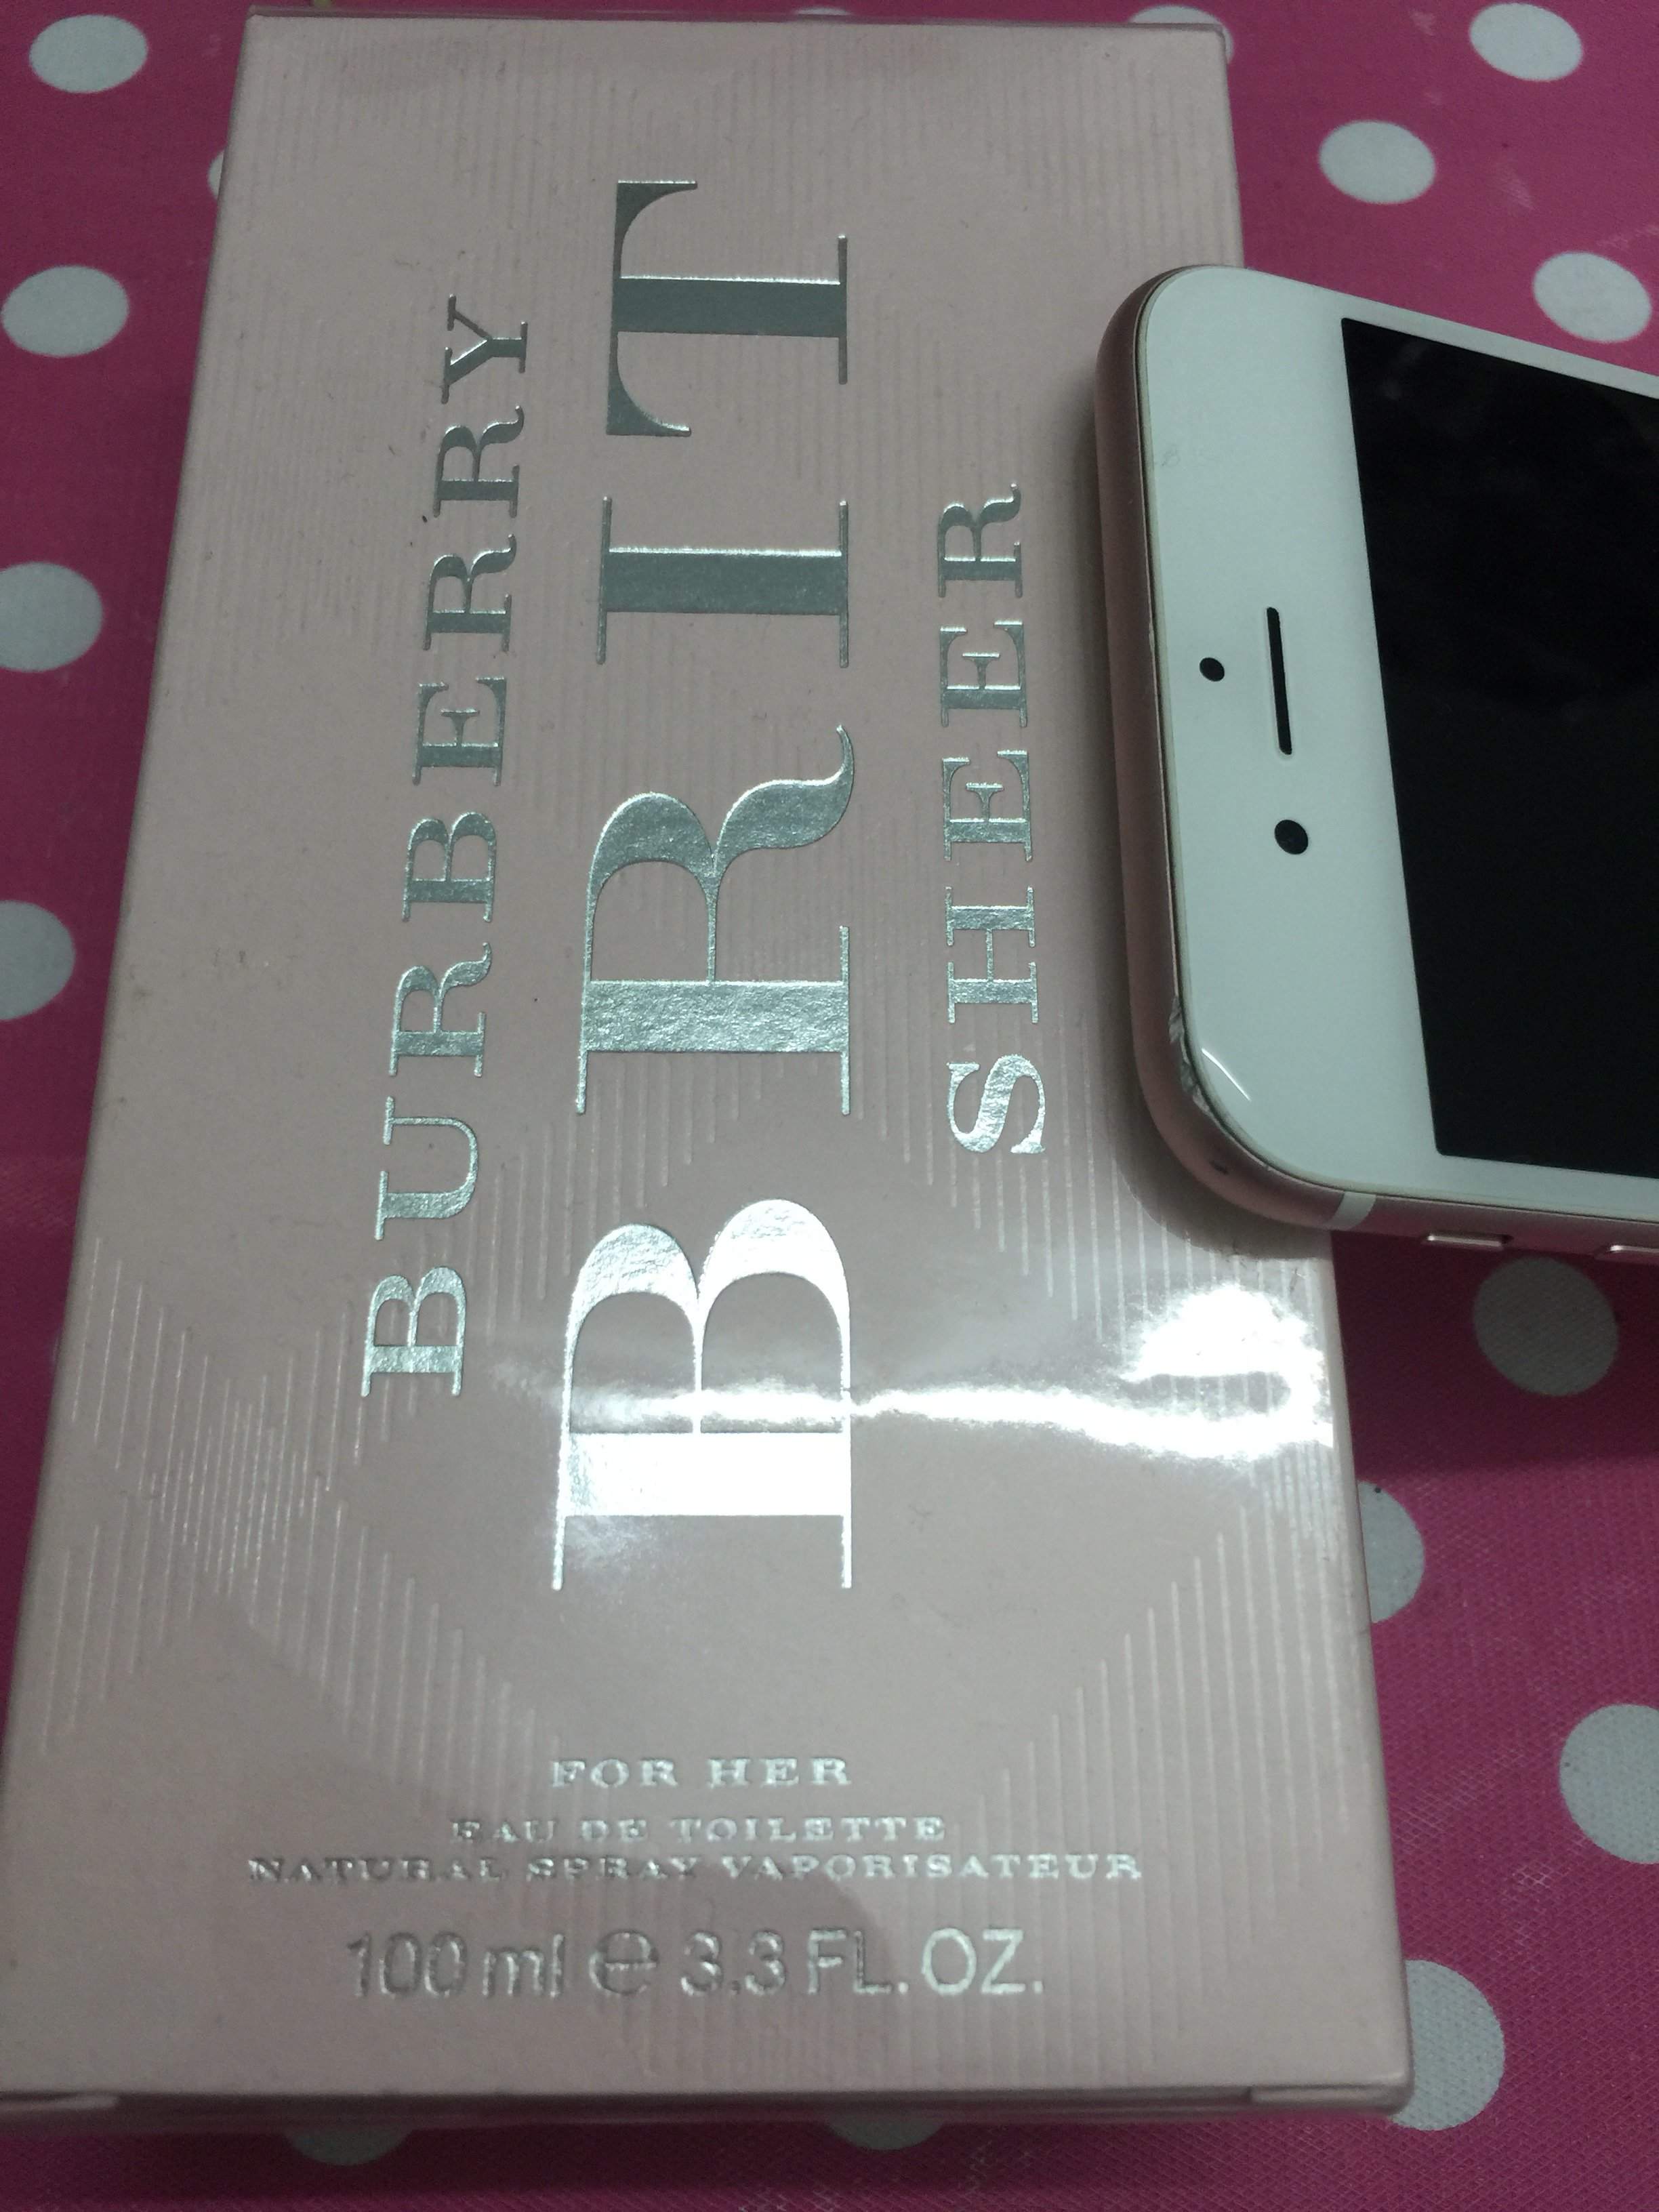 BURBERRY
BRIT
SHEER
FOR HER
EAU DE TOILETTE
NATURAL SPRAY VAPORISATEUR
100 ml ℮ 3.3 FL. OZ.